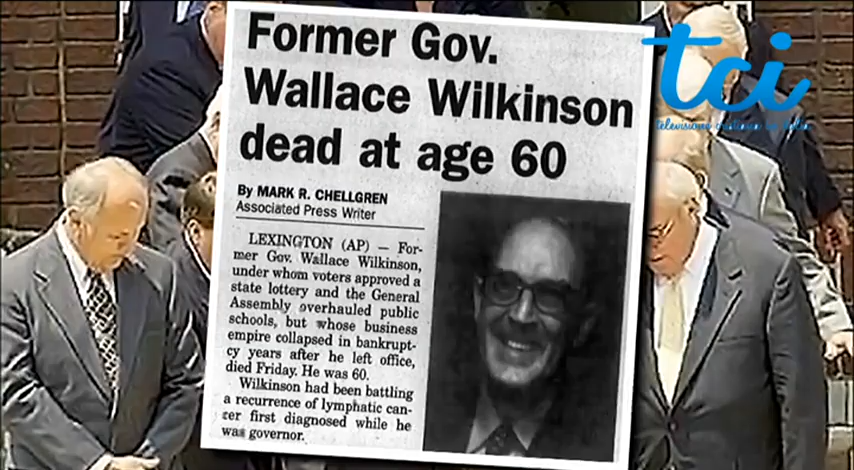 Former Gov.
Wallace Wilkinson
dead at age 60
By MARK R. CHELLGREN
Associated Press Writer
LEXINGTON (AP) — For-
mer Gov. Wallace Wilkinson,
under whom voters approved a
state lottery and the General
Assembly overhauled public
schools, but whose business
empire collapsed in bankrupt-
cy years after he left office,
died Friday. He was 60.
Wilkinson had been battling
a recurrence of lymphatic can-
cer first diagnosed while he
was governor.
tci